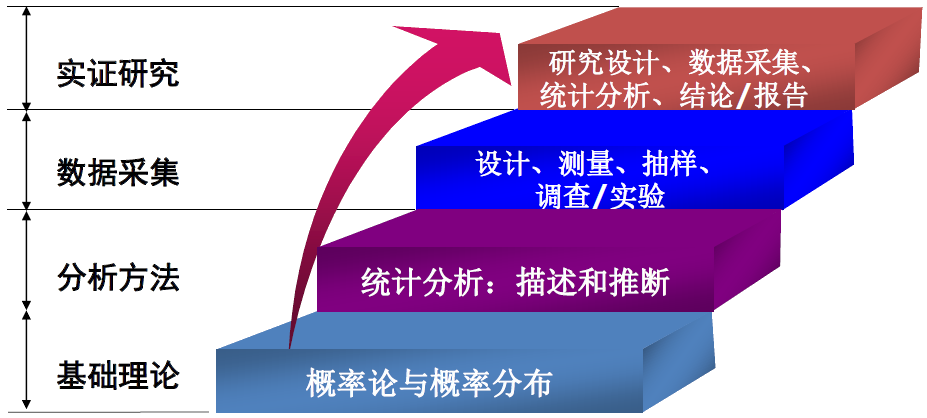 实证研究
研究设计、数据采集、
统计分析、结论/报告
数据采集
设计、测量、抽样、
调查/实验
分析方法
统计分析：描述和推断
基础理论
概率论与概率分布